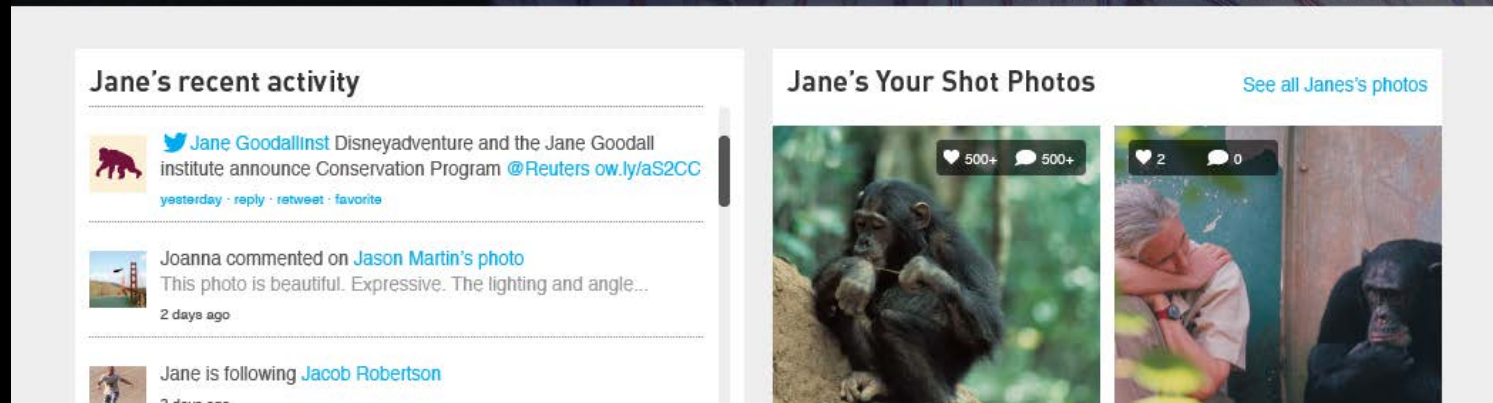 Jane's recent activity
Jane Goodallinst Disneyadventure and the Jane Goodall
institute announce Conservation Program @Reuters ow.ly/aS2CC
yesterday · reply · retweet · favorite
Joanna commented on Jason Martin's photo
This photo is beautiful. Expressive. The lighting and angle...
2 days ago
Jane is following Jacob Robertson
days ago
Jane's Your Shot Photos
See all Janes's photos
500+ 500+
2 0